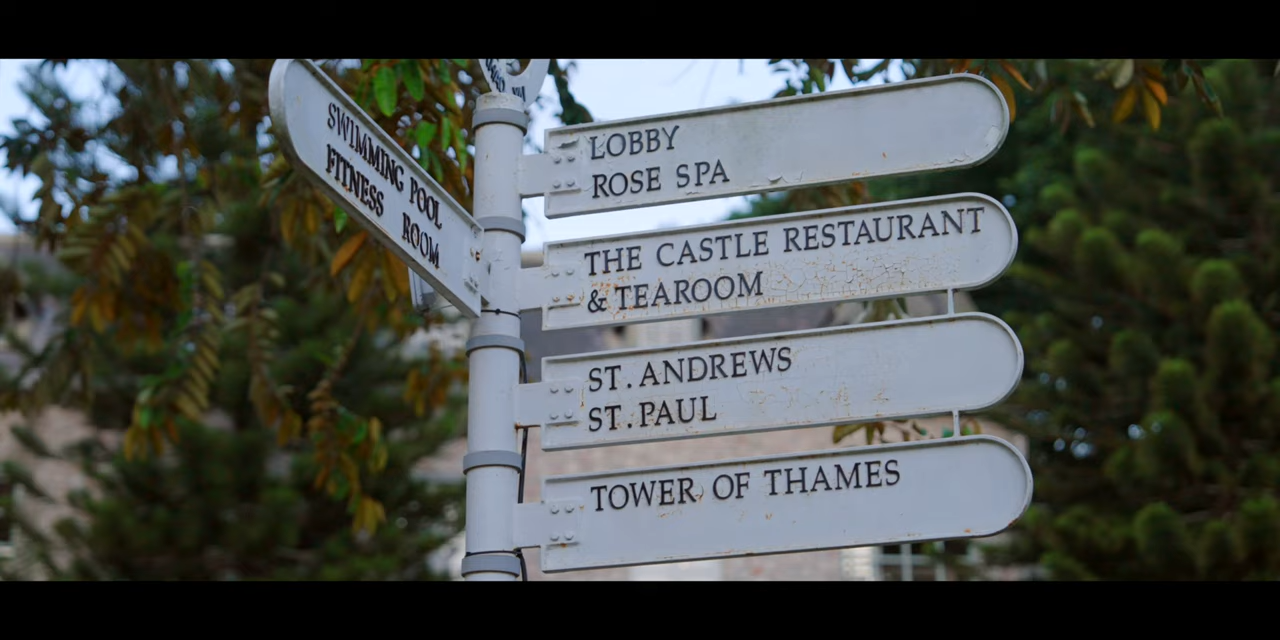 SWIMMING POOL
FITNESS ROOM
LOBBY
ROSE SPA
THE CASTLE RESTAURANT
& TEAROOM
ST. ANDREWS
ST. PAUL
TOWER OF THAMES